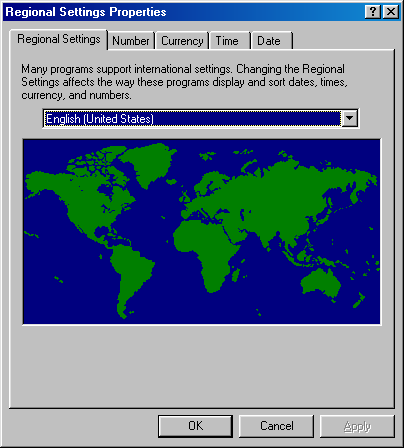 Regional Settings Properties
Regional Settings
Number
Currency
Time
Date
Many programs support international settings. Changing the Regional
Settings affects the way these programs display and sort dates, times,
currency, and numbers.
English (United States)
OK
Cancel
Apply